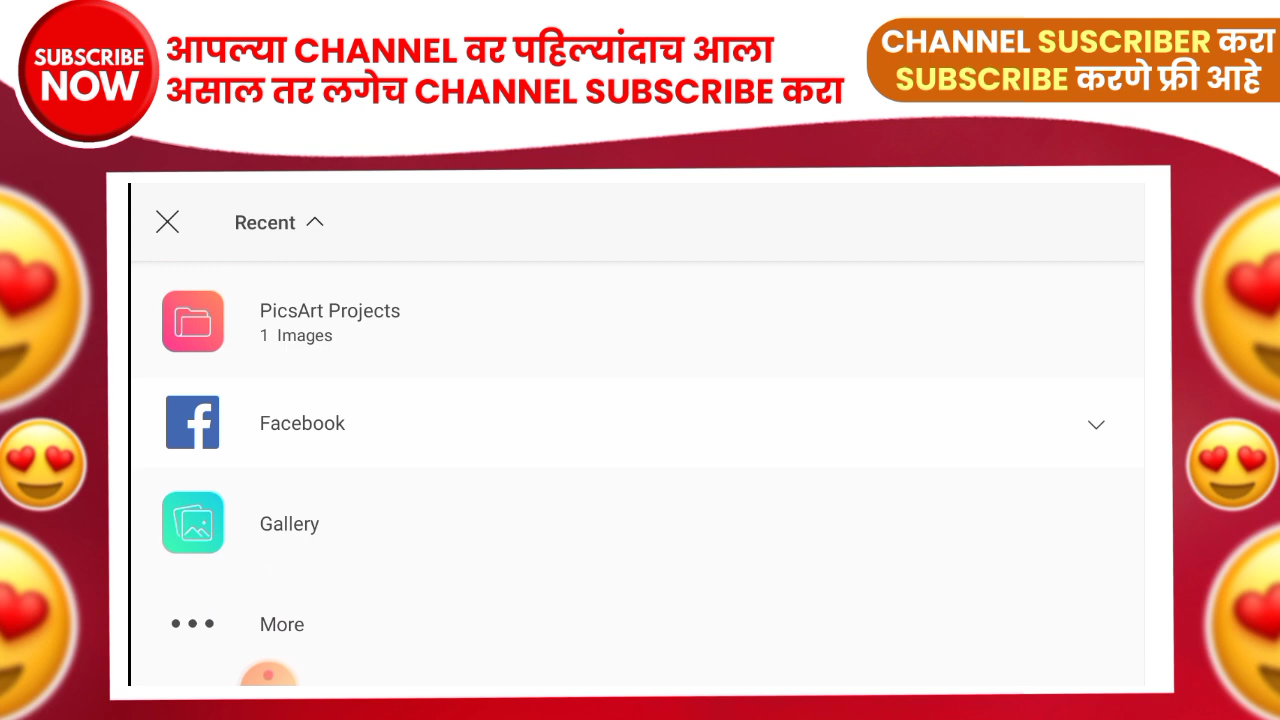 SUBSCRIBE
NOW
आपल्या CHANNEL वर पहिल्यांदाच आला
असाल तर लगेच CHANNEL SUBSCRIBE करा
CHANNEL SUSCRIBER करा
SUBSCRIBE करणे फ्री आहे
Recent
PicsArt Projects
1 Images
Facebook
Gallery
More